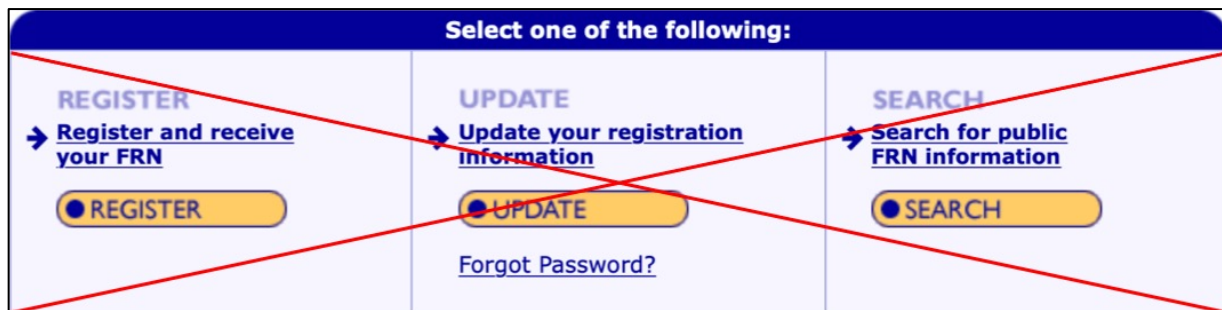 Select one of the following:
REGISTER
Register and receive
your FRN
REGISTER
UPDATE
Update your registration
information
UPDATE
Forgot Password?
SEARCH
Search for public
FRN information
SEARCH